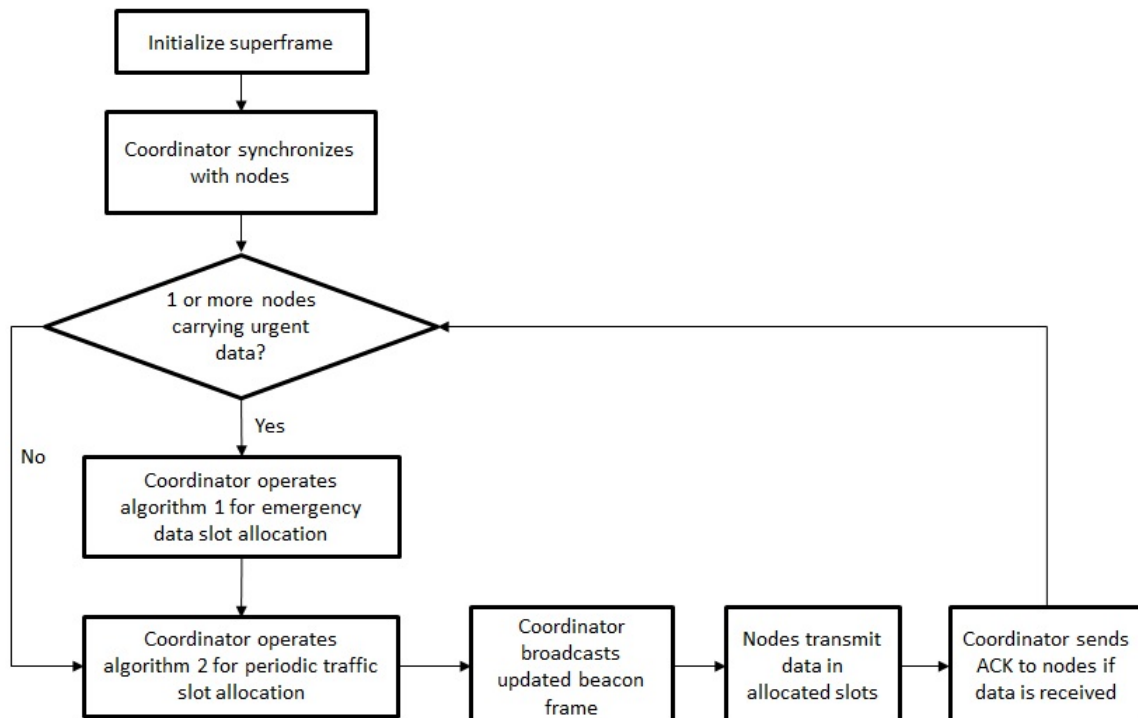 Initialize superframe
Coordinator synchronizes
with nodes
1 or more nodes
carrying urgent
data?
Yes
No
Coordinator operates
algorithm 1 for emergency
data slot allocation
Coordinator operates
algorithm 2 for periodic traffic
slot allocation
Coordinator
broadcasts
updated beacon
frame
Nodes transmit
data in
allocated slots
Coordinator sends
ACK to nodes if
data is received